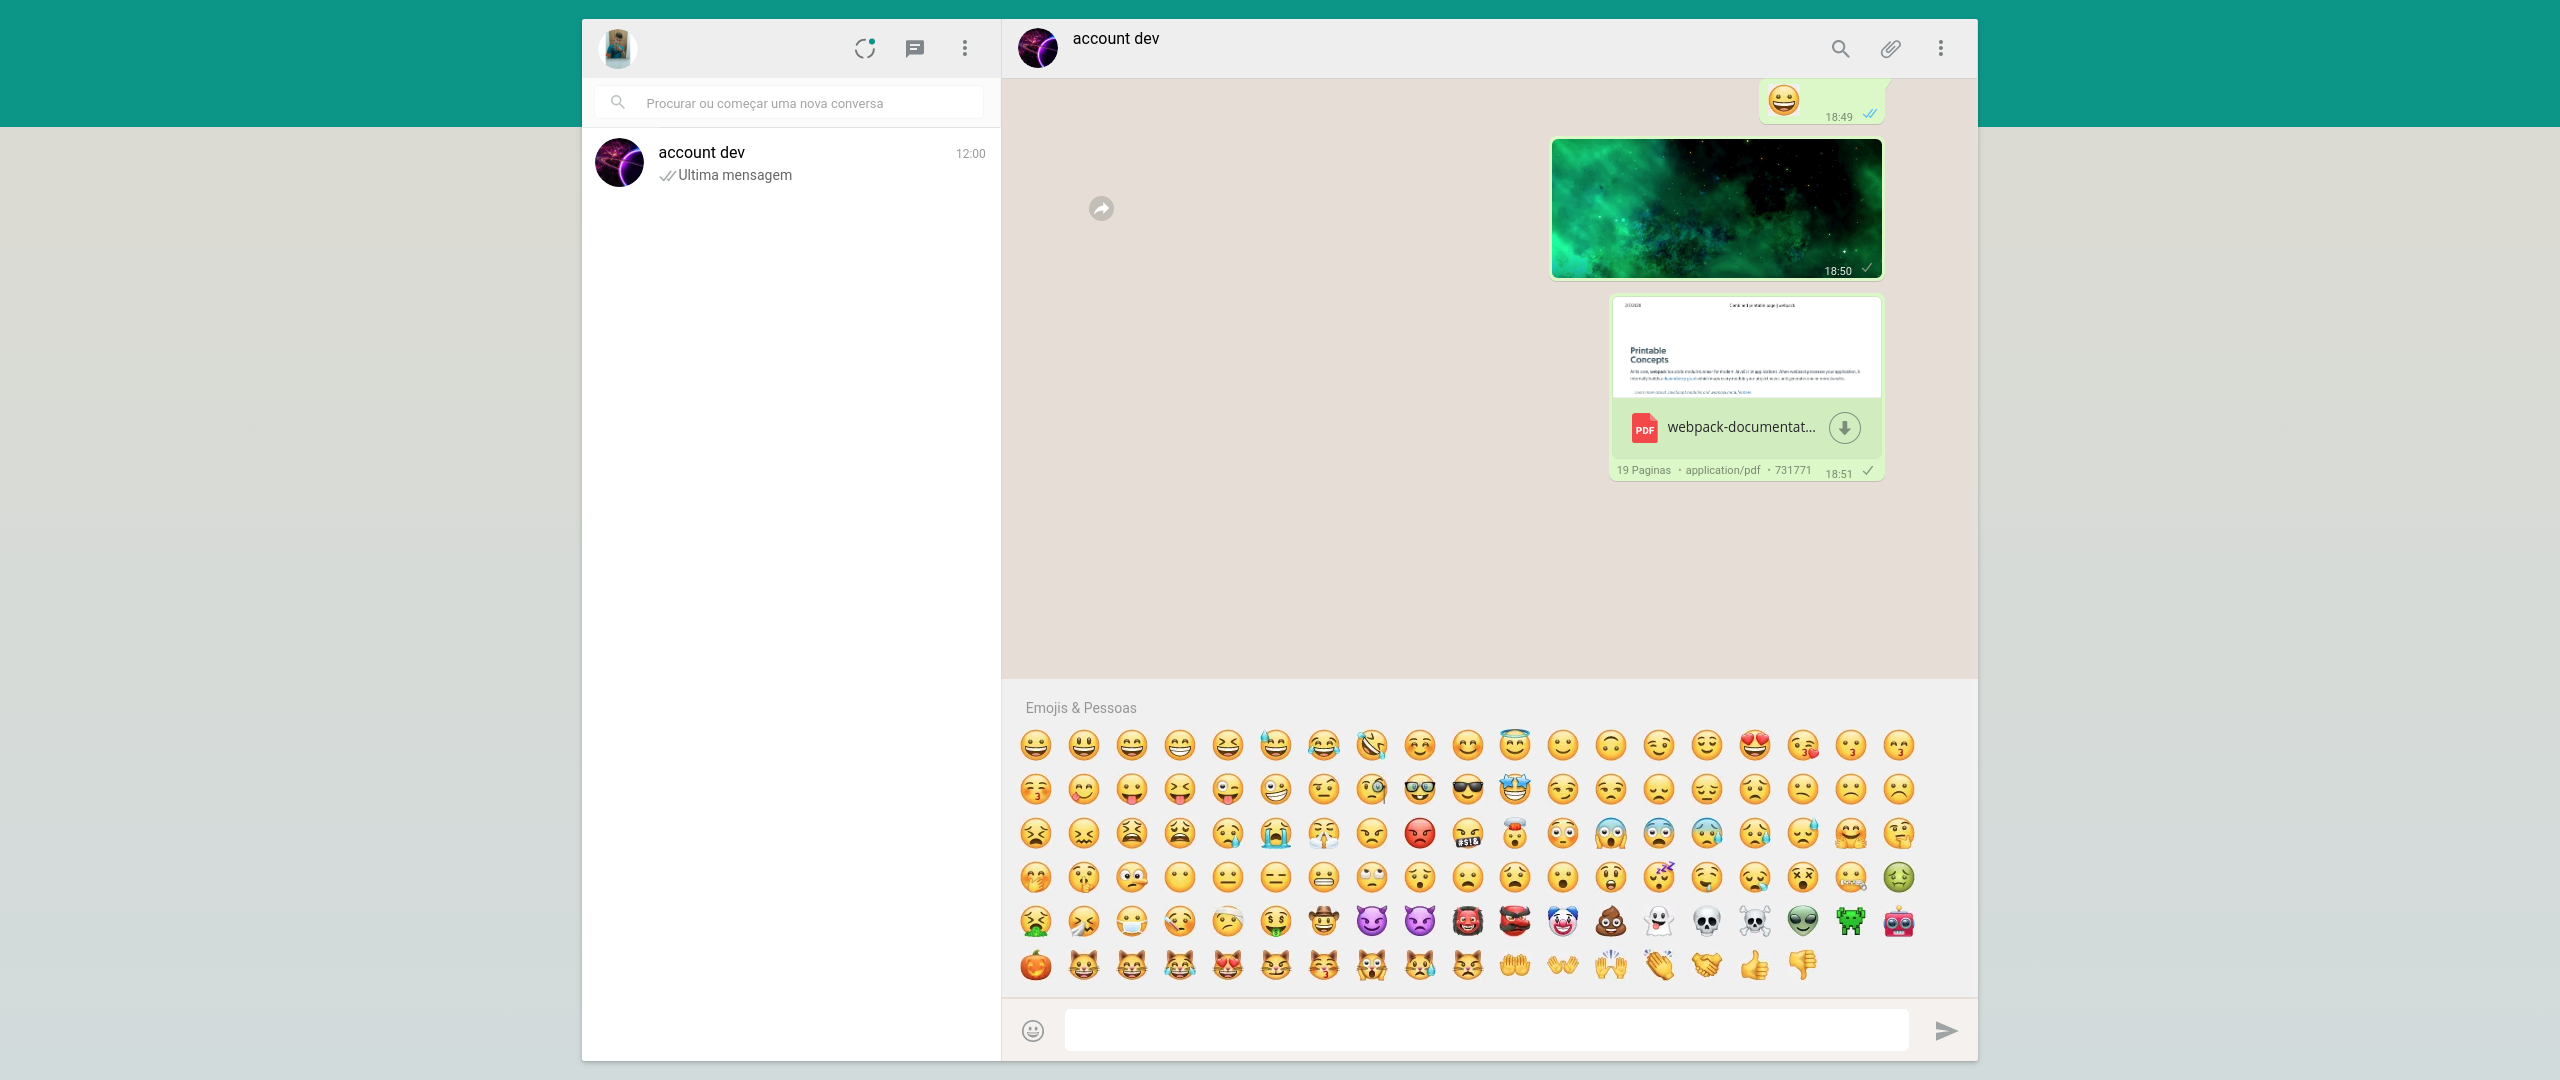 account dev
Procurar ou começar uma nova conversa
account dev
12:00
Ultima mensagem
18:49
18:50
Printable
Concepts
PDF
webpack-documentat...
19 Paginas · application/pdf · 731771
18:51
Emojis & Pessoas